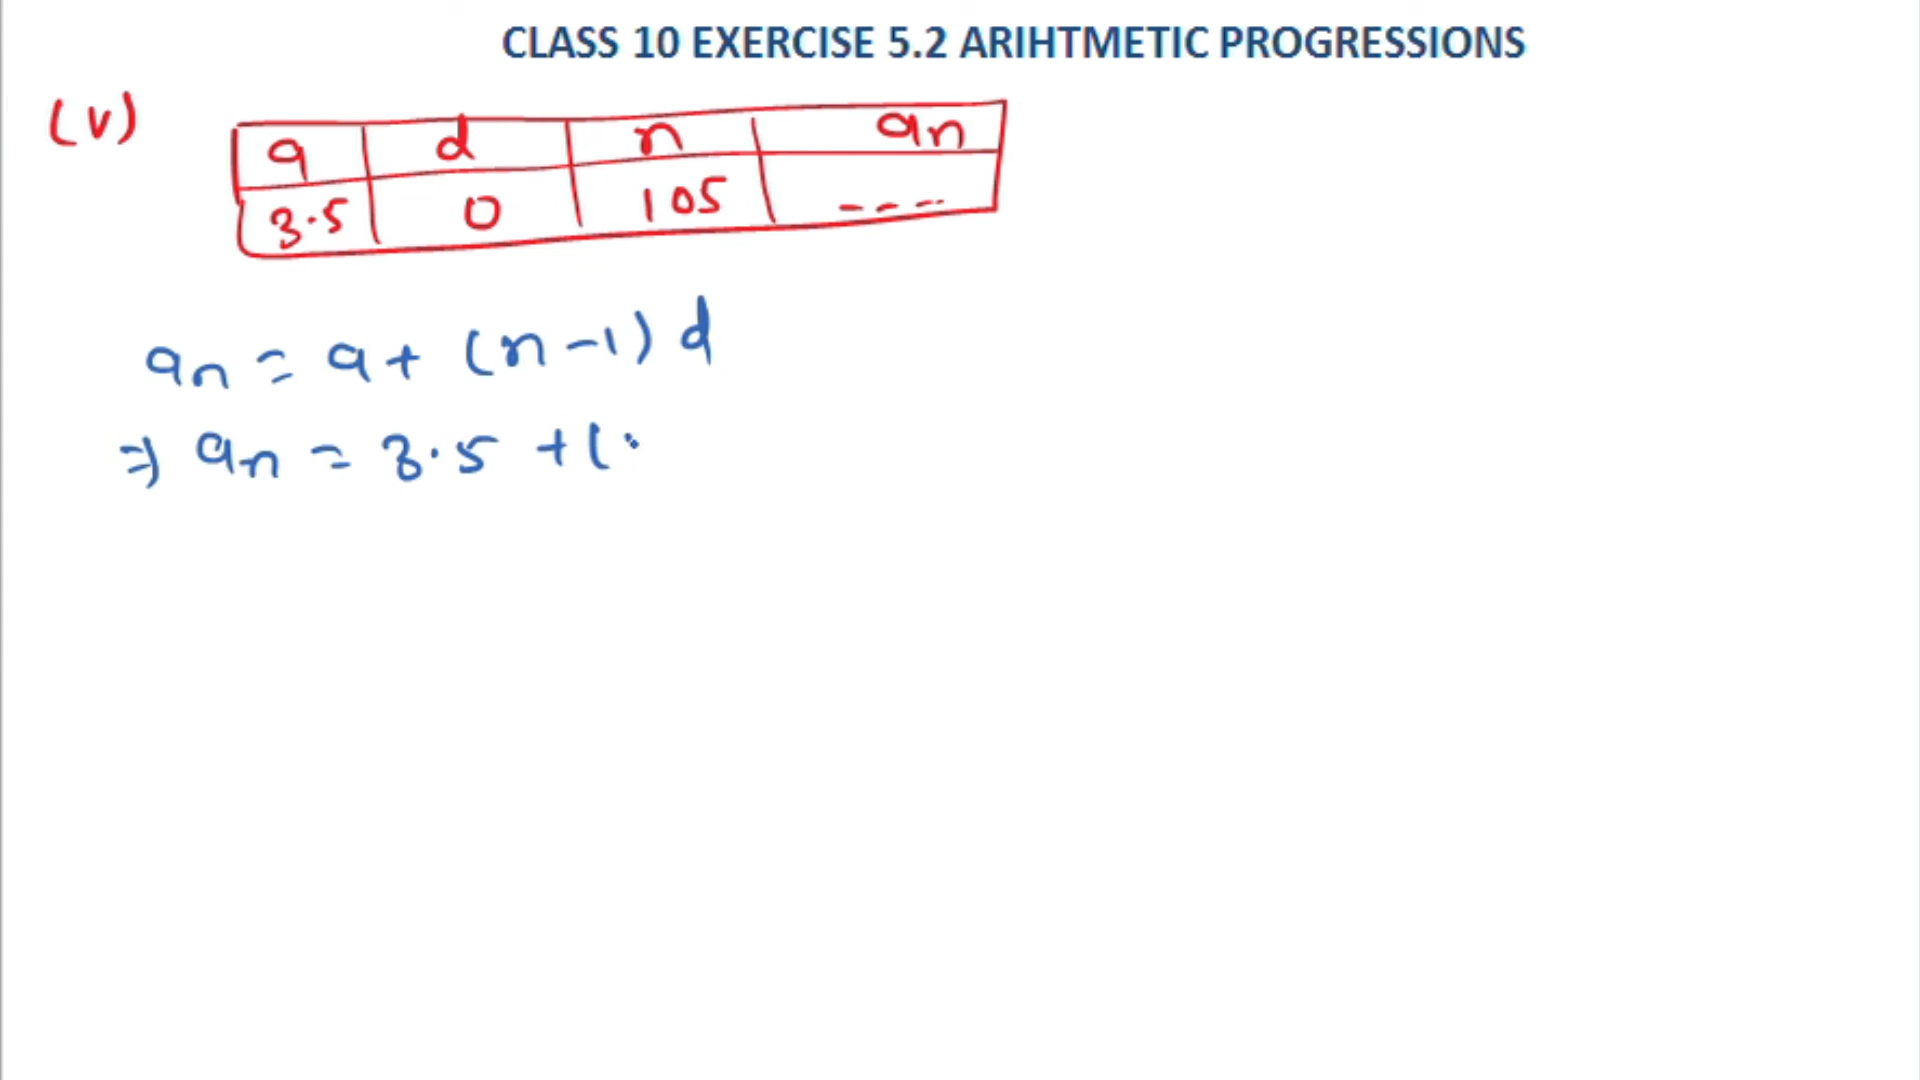 CLASS 10 EXERCISE 5.2 ARIHTMETIC PROGRESSIONS
(v)
a d n an
3.5 0 105 ----
an = a + (n-1) d
⇒ an = 3.5 + (